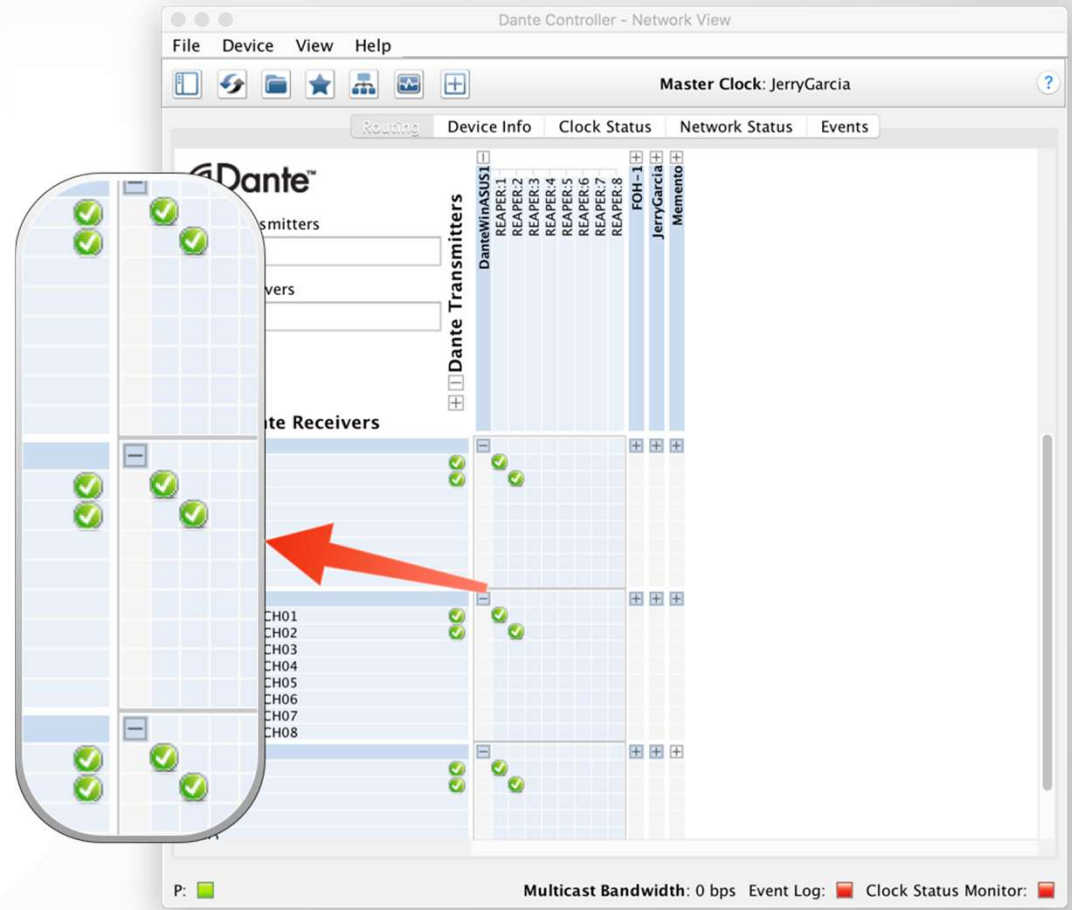 Dante Controller - Network View
File Device View Help
Master Clock: JerryGarcia
?
Routing Device Info Clock Status Network Status Events
Dante™
smitters
vers
Dante Transmitters
DanteWinASUS1
REAPER:1
REAPER:2
REAPER:3
REAPER:4
REAPER:5
REAPER:6
REAPER:7
REAPER:8
FOH-1
JerryGarcia
Memento
te Receivers
CH01
CH02
CH03
CH04
CH05
CH06
CH07
CH08
P:
Multicast Bandwidth: 0 bps Event Log: Clock Status Monitor: